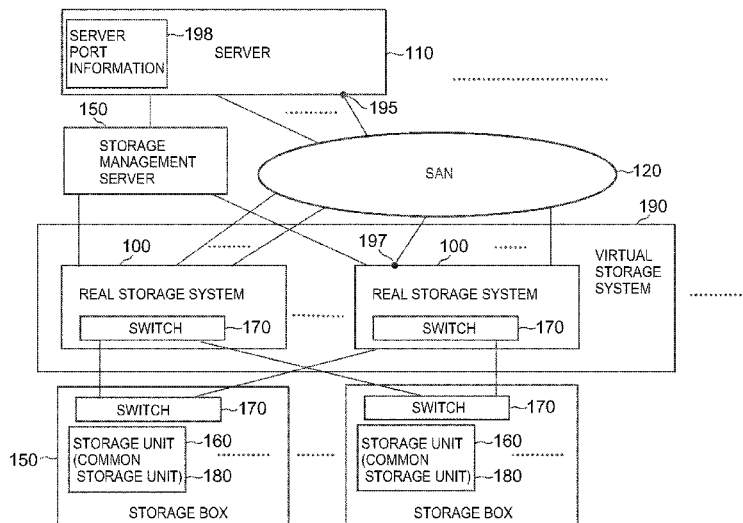 SERVER
PORT
INFORMATION
198
SERVER
110
150
195
STORAGE
MANAGEMENT
SERVER
SAN
120
190
100
197
100
VIRTUAL
STORAGE
SYSTEM
REAL STORAGE SYSTEM
REAL STORAGE SYSTEM
SWITCH
170
SWITCH
170
SWITCH
170
SWITCH
170
150
STORAGE UNIT
(COMMON
STORAGE UNIT)
160
180
STORAGE UNIT
(COMMON
STORAGE UNIT)
160
180
STORAGE BOX
STORAGE BOX